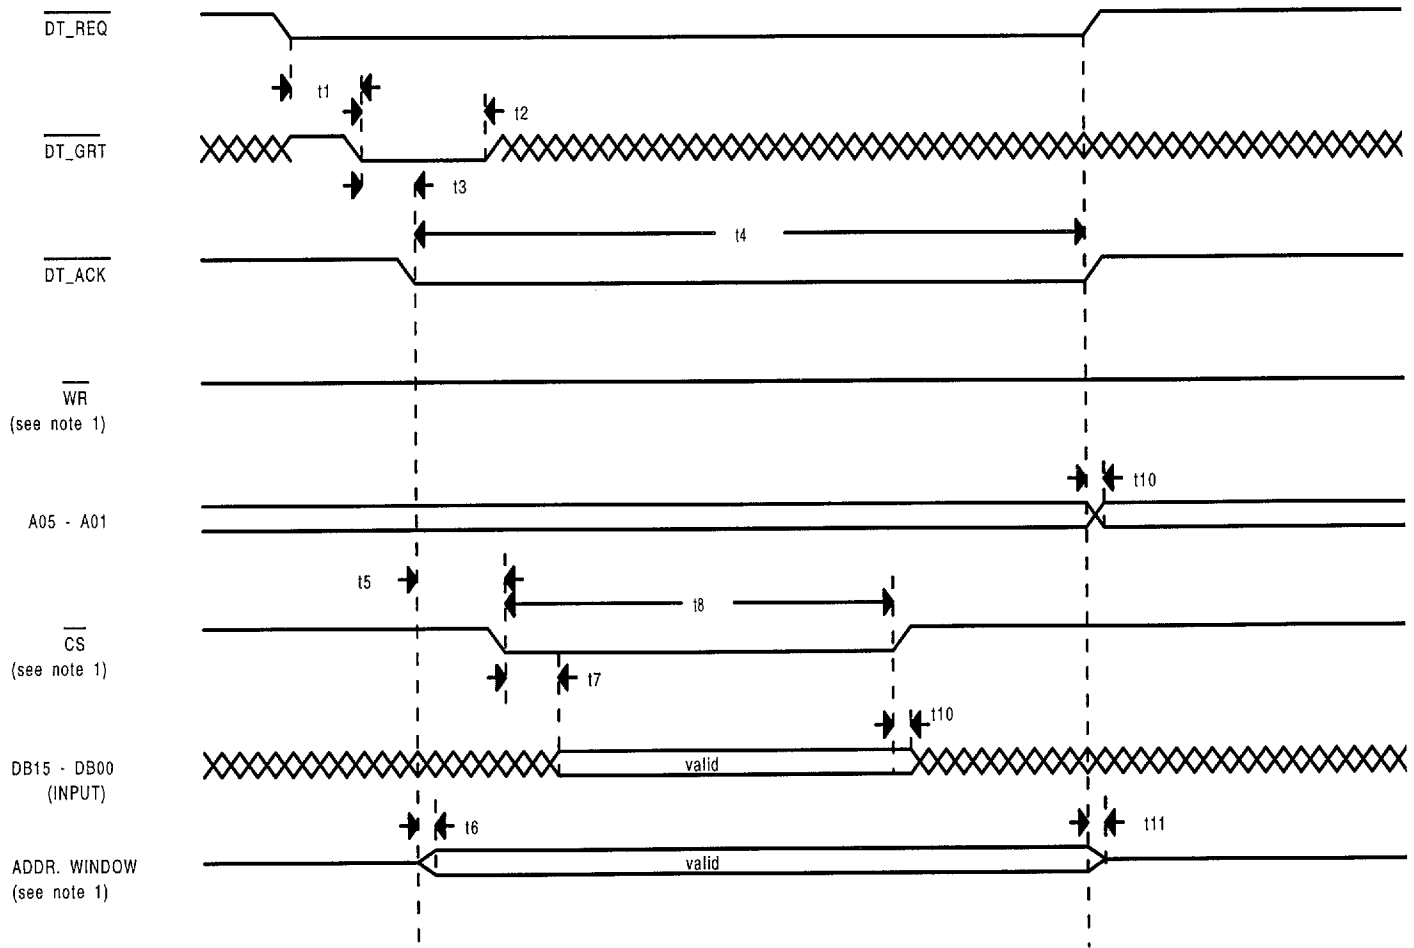 DT_REQ
t1
t2
DT_GRT
t3
t4
DT_ACK
WR
(see note 1)
t10
A05 - A01
t5
t8
CS
(see note 1)
t7
t10
DB15 - DB00
(INPUT)
valid
t6
t11
ADDR. WINDOW
(see note 1)
valid